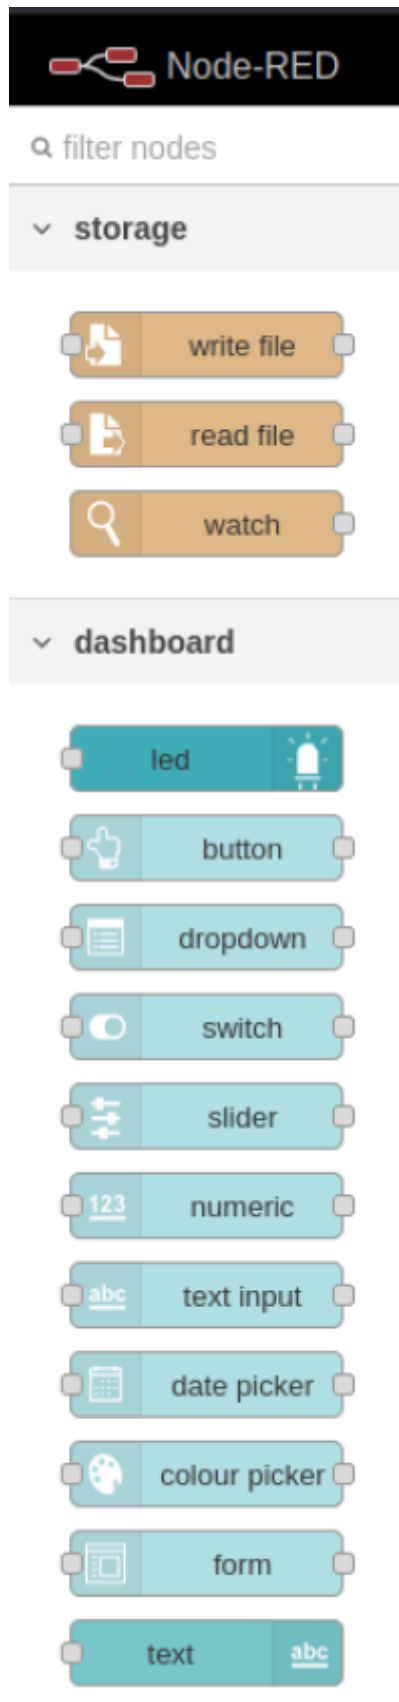 Node-RED
filter nodes
storage
write file
read file
watch
dashboard
led
button
dropdown
switch
slider
123 numeric
abc text input
date picker
colour picker
form
text abc